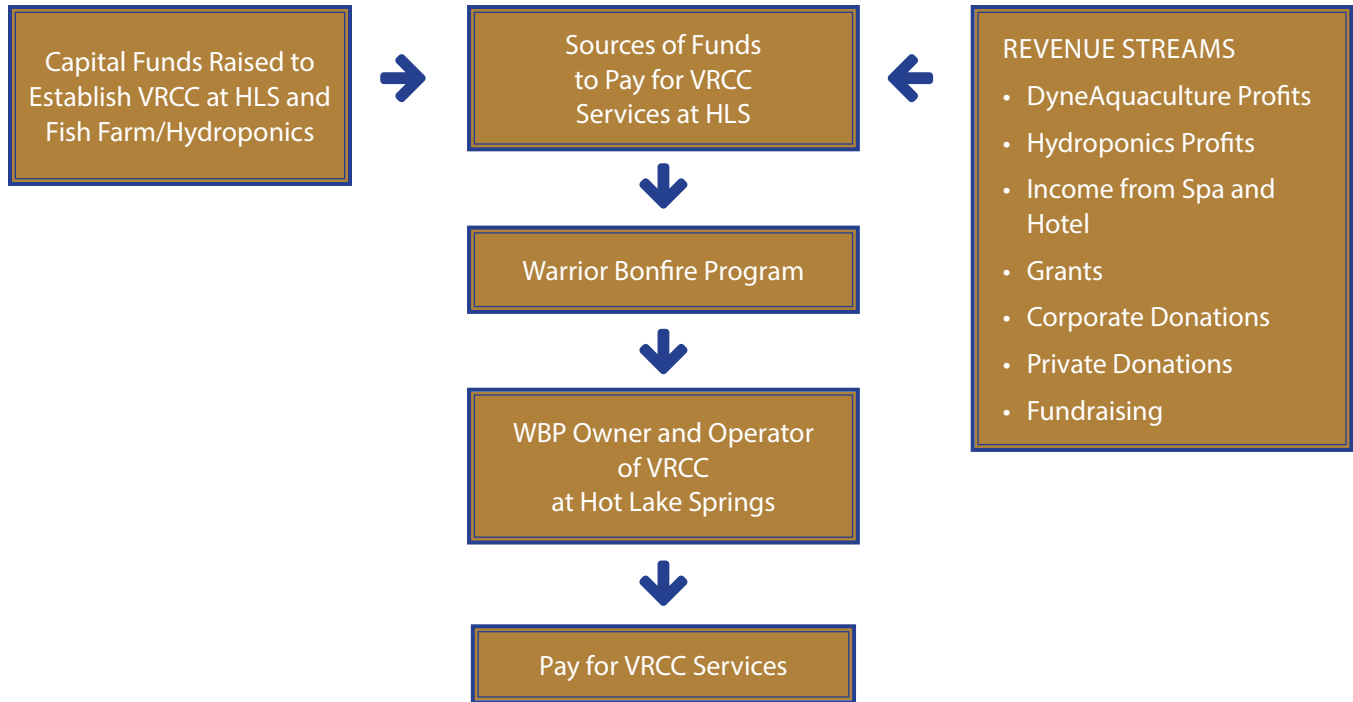 Capital Funds Raised to
Establish VRCC at HLS and
Fish Farm/Hydroponics
Sources of Funds
to Pay for VRCC
Services at HLS
REVENUE STREAMS
• DyneAquaculture Profits
• Hydroponics Profits
• Income from Spa and
Hotel
• Grants
• Corporate Donations
• Private Donations
• Fundraising
Warrior Bonfire Program
WBP Owner and Operator
of VRCC
at Hot Lake Springs
Pay for VRCC Services